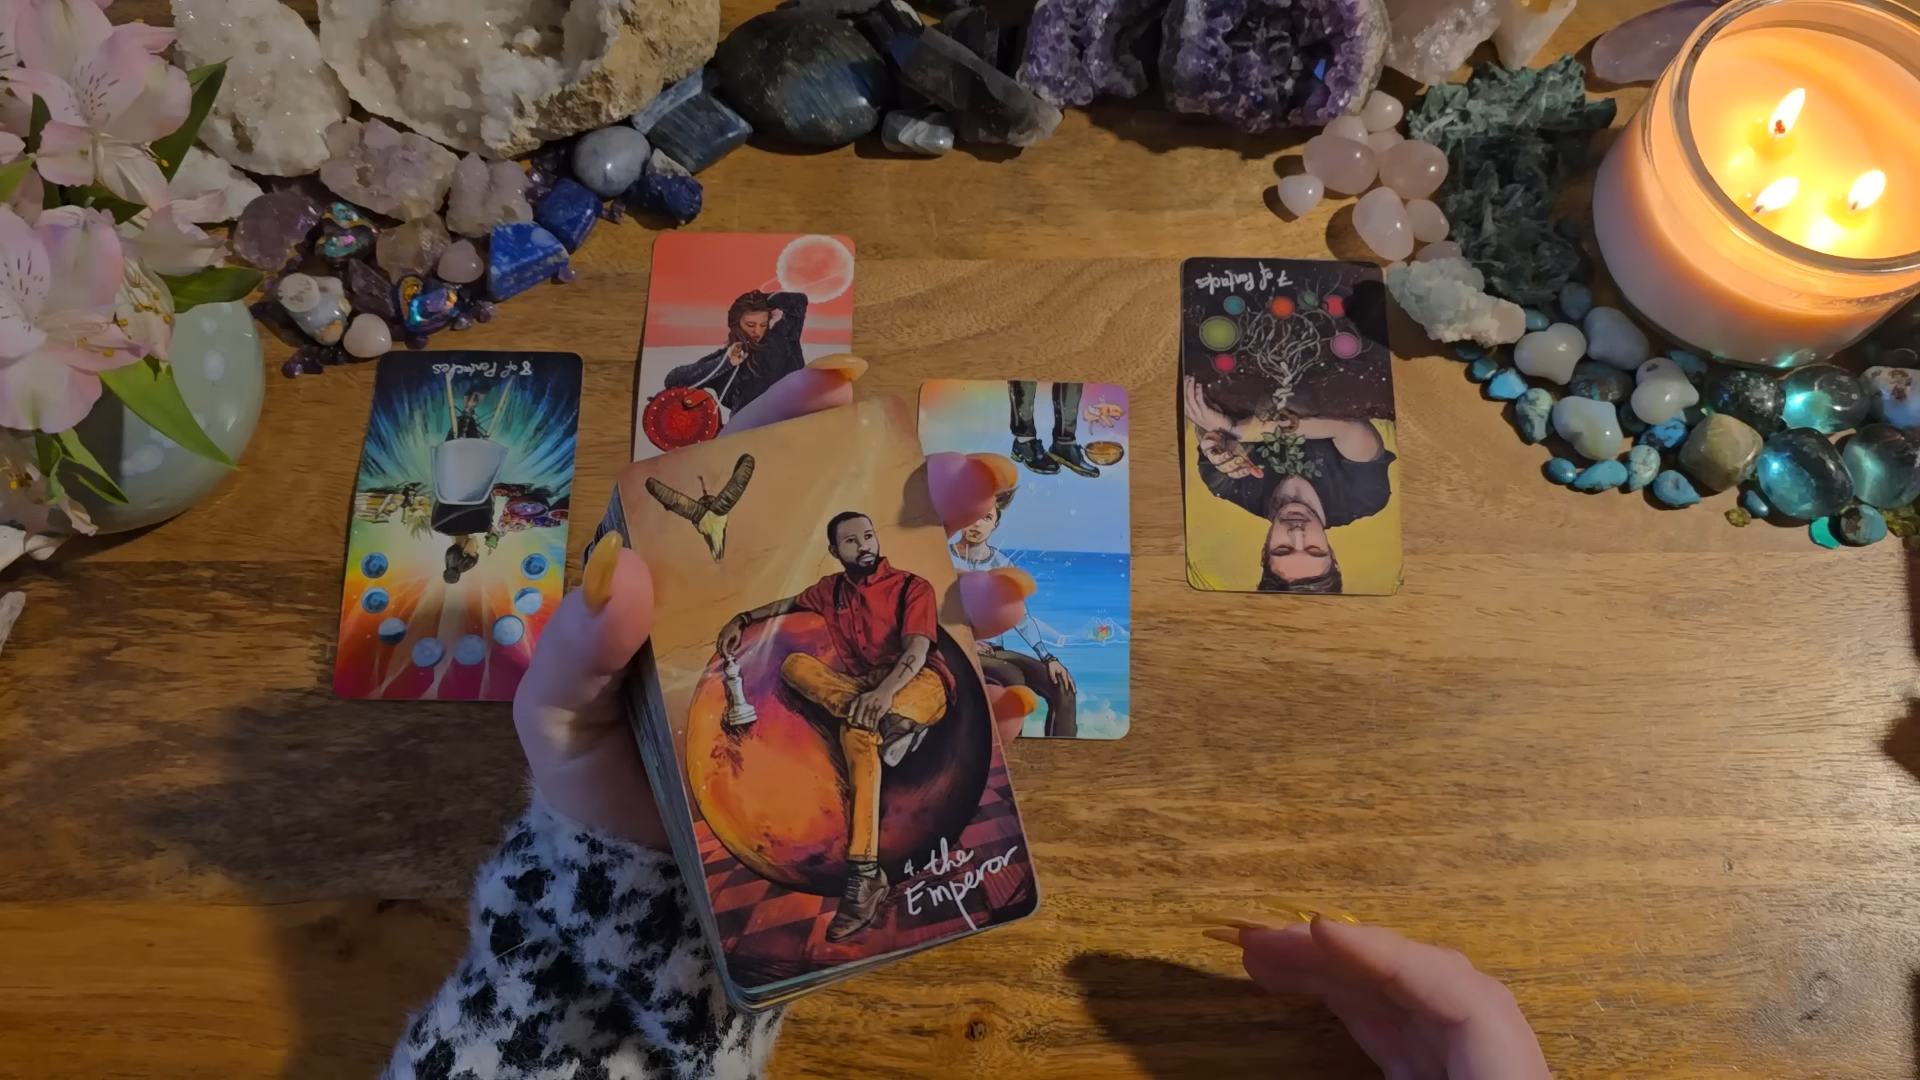 7 of Pentacles
8 of Pentacles
4. the
Emperor